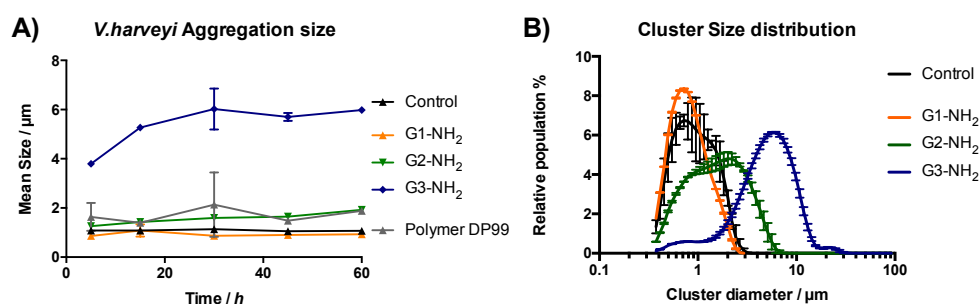 A)
V.harveyi Aggregation size
Mean Size / µm
8
6
4
2
0
0
20
40
60
Time / h
Control
G1-NH₂
G2-NH₂
G3-NH₂
Polymer DP99
B)
Cluster Size distribution
Relative population %
10
8
6
4
2
0
0.1
1
10
100
Cluster diameter / µm
Control
G1-NH₂
G2-NH₂
G3-NH₂